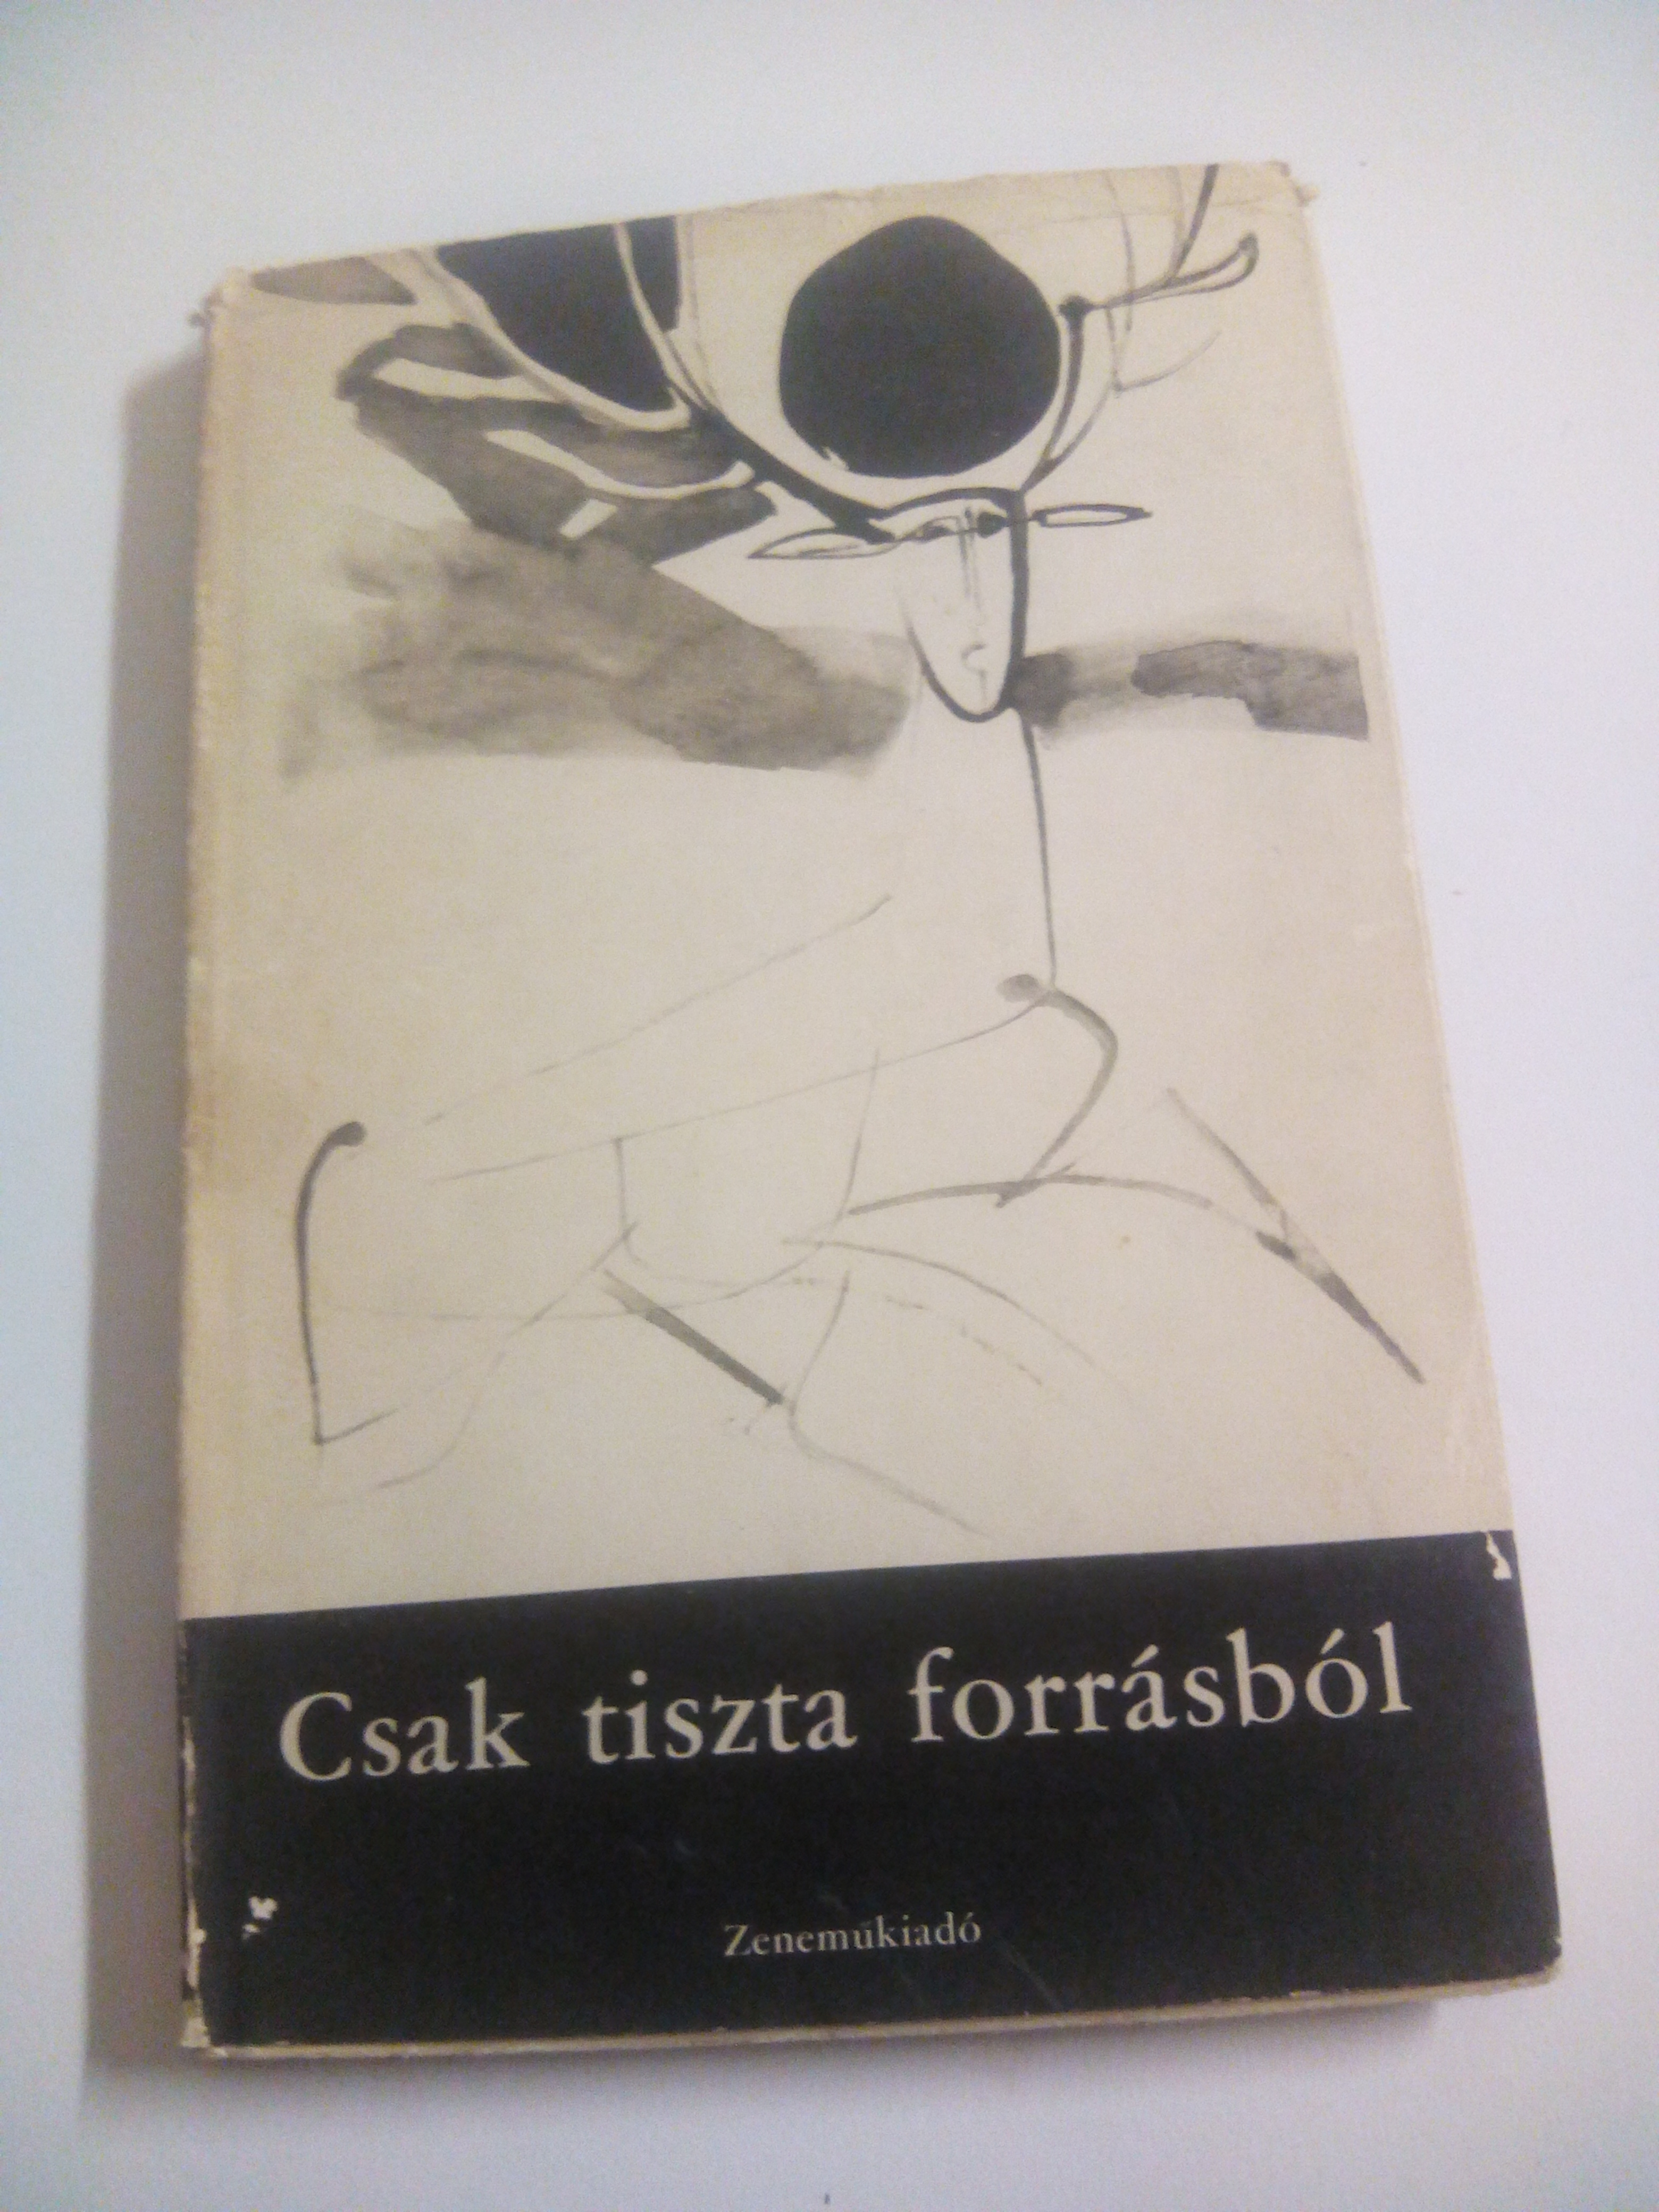 Csak tiszta forrásból
Zeneműkiadó